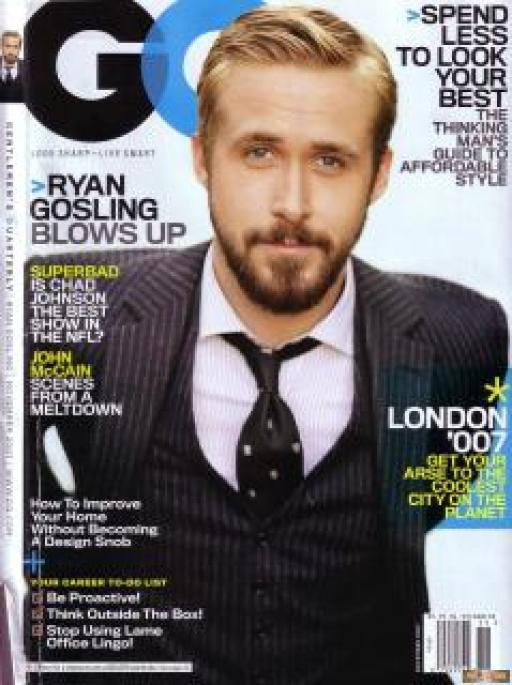 GQ
LOOK SHARP • LIVE SMART
>SPEND
LESS
TO LOOK
YOUR
BEST
THE
THINKING
MAN'S
GUIDE TO
AFFORDABLE
STYLE
>RYAN
GOSLING
BLOWS UP
SUPERBAD
IS CHAD
JOHNSON
THE BEST
SHOW IN
THE NFL?
JOHN
McCAIN
SCENES
FROM A
MELTDOWN
*
LONDON
'007
GET YOUR
ARSE TO THE
COOLEST
CITY ON THE
PLANET
How To Improve
Your Home
Without Becoming
A Design Snob
+
YOUR CAREER TO-DO LIST
Be Proactive!
Think Outside The Box!
Stop Using Lame
Office Lingo!
GENTLEMEN'S QUARTERLY